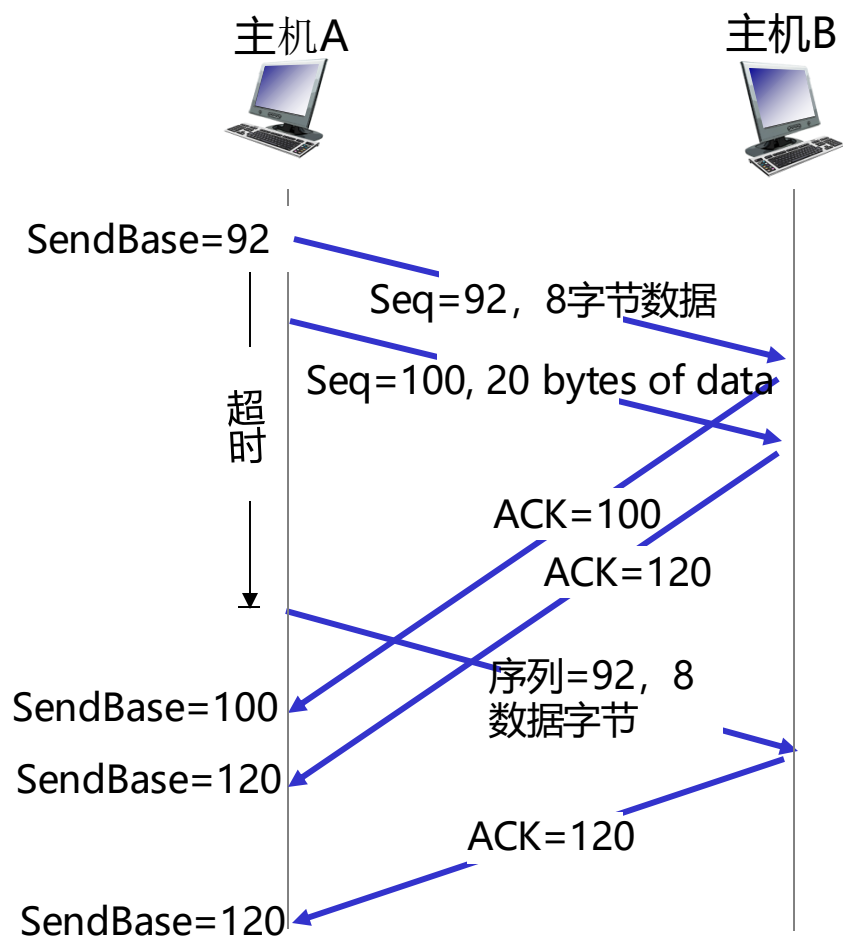 主机A
主机B
SendBase=92
Seq=92，8字节数据
Seq=100, 20 bytes of data
超
时
ACK=100
ACK=120
序列=92，8
数据字节
SendBase=100
SendBase=120
ACK=120
SendBase=120